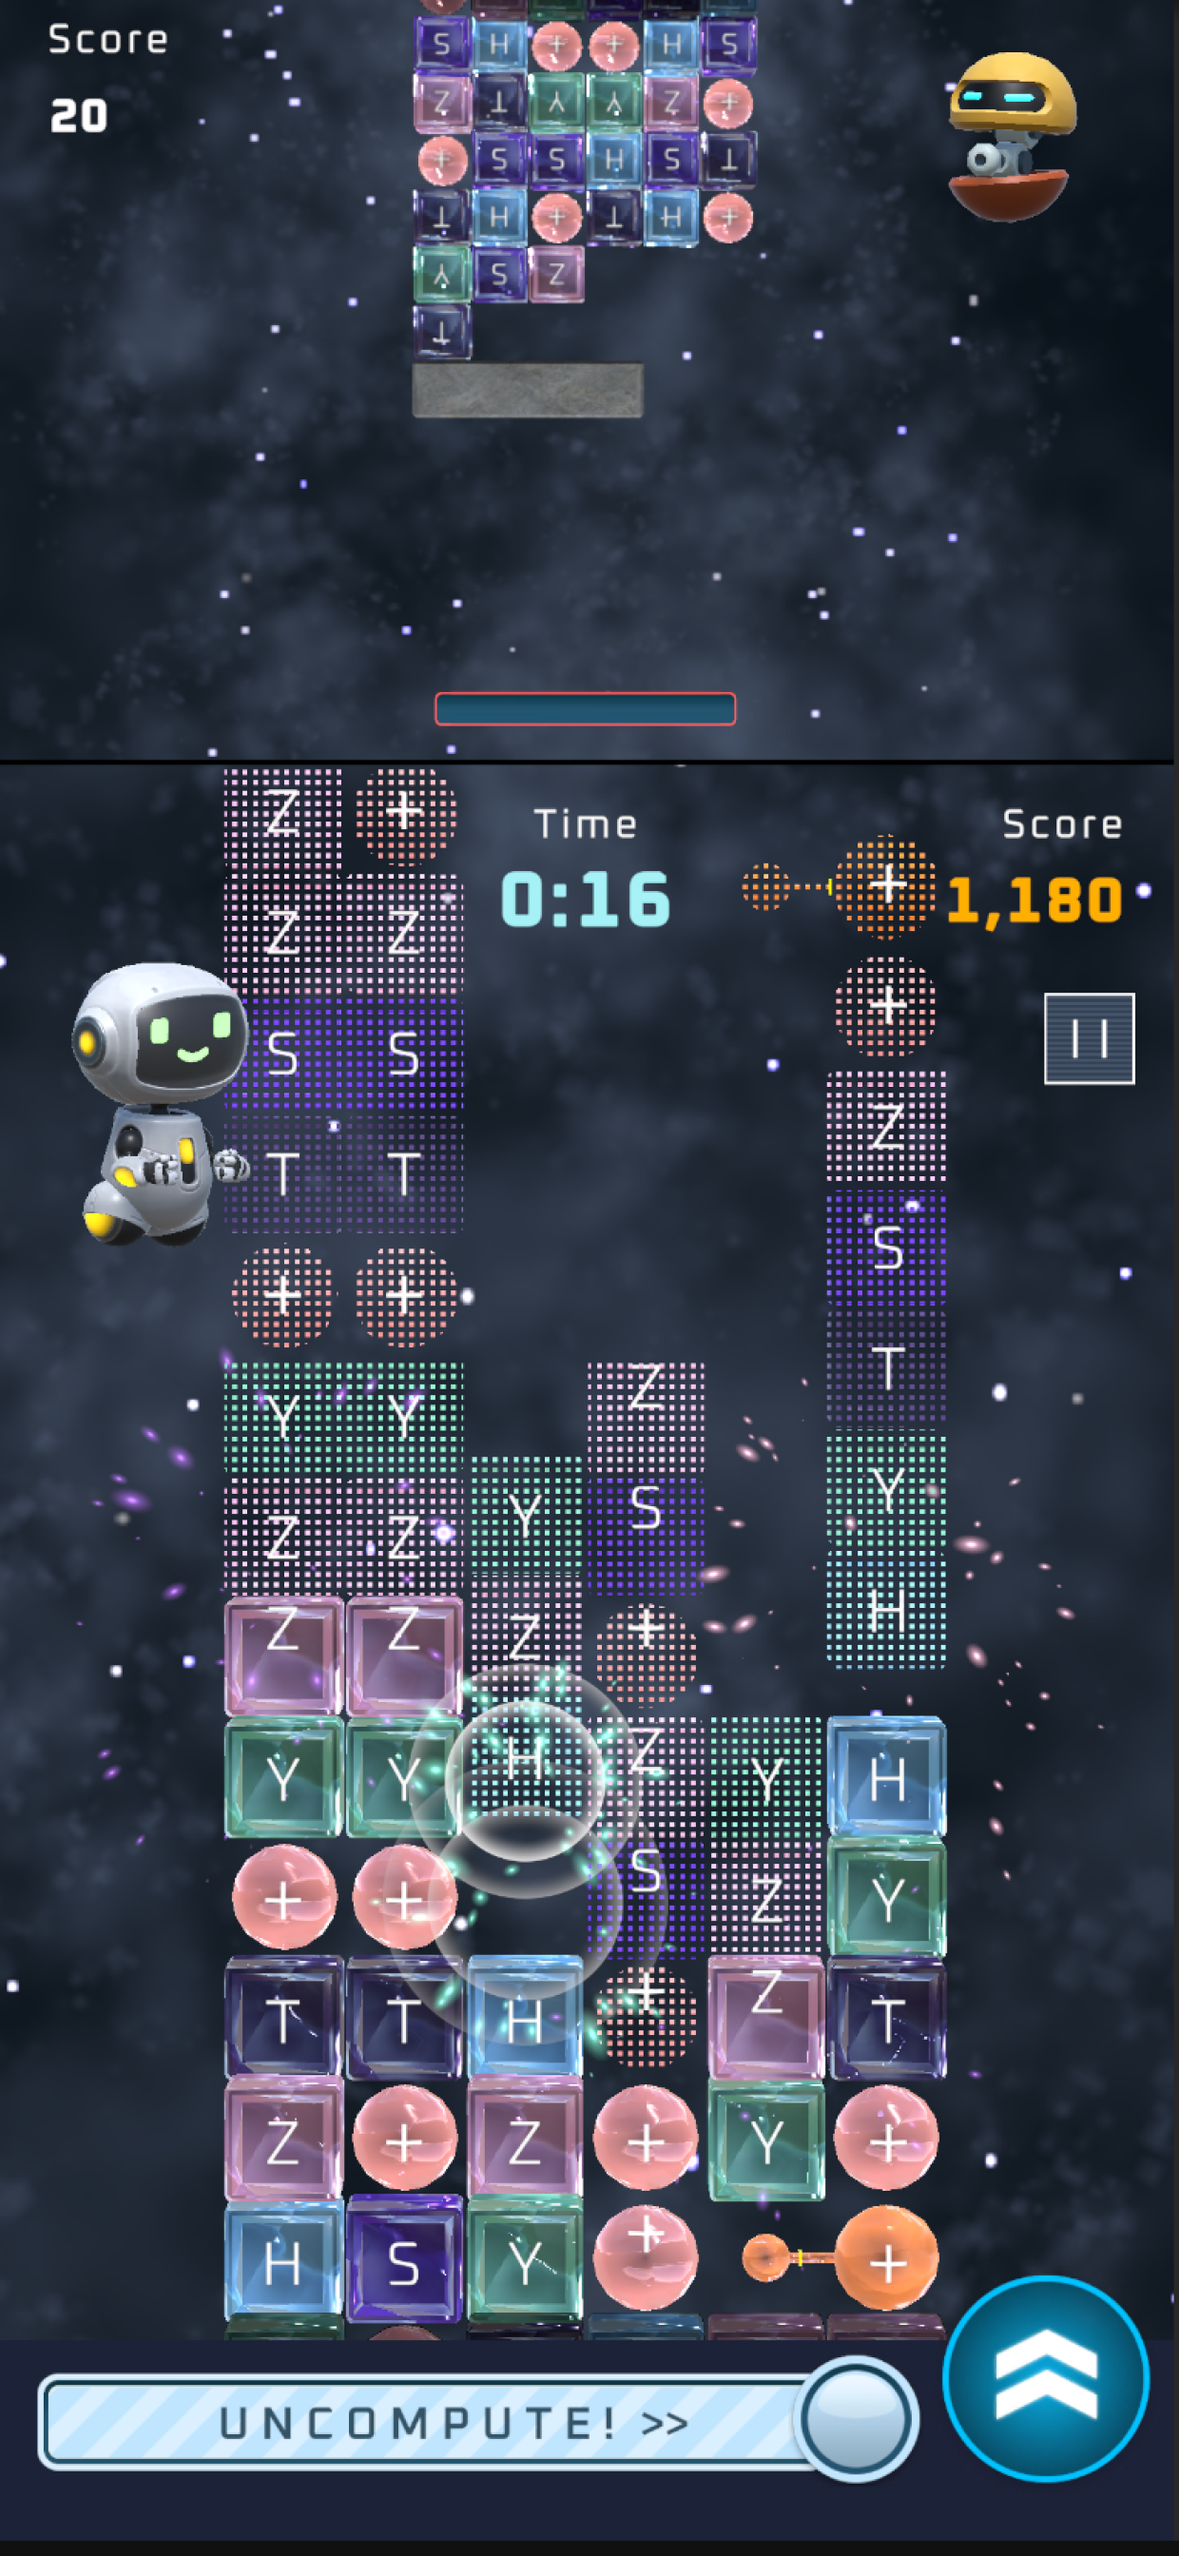 Score
20
S H + + H S
Z T Y Y Z +
+ S S H S T
T H + T H +
Y S Z
T
Z +
Time
Score
0:16
+
1,180
Z Z
+
S S
Z
T T
S
+ +
T
Y Y Z
Y
Z Z Y S
H
Z Z Z +
Y Y H Z Y H
+ + S Z Y
T T H + Z T
Z + Z + Y +
H S Y + +
UNCOMPUTE! >>